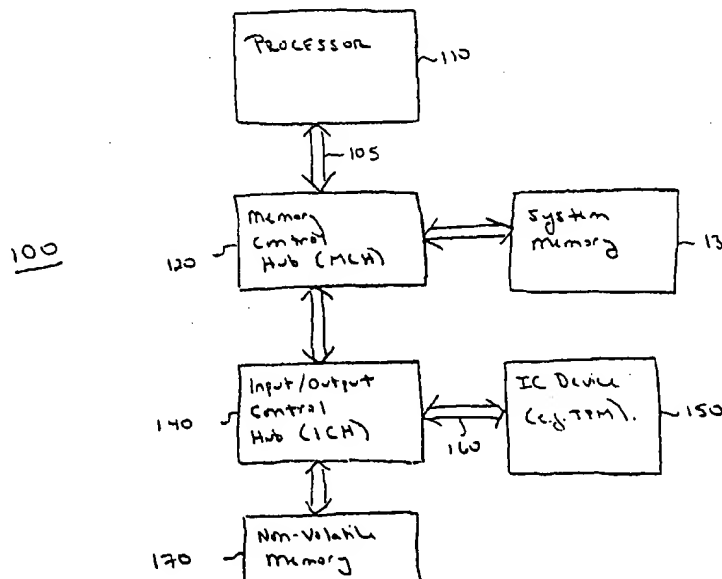 PROCESSOR
110
105
100
Memory
Control
Hub (MCH)
120
System
Memory
13
Input/Output
Control
Hub (ICH)
140
IC Device
(e.g. TPM).
150
160
Non-Volatile
Memory
170